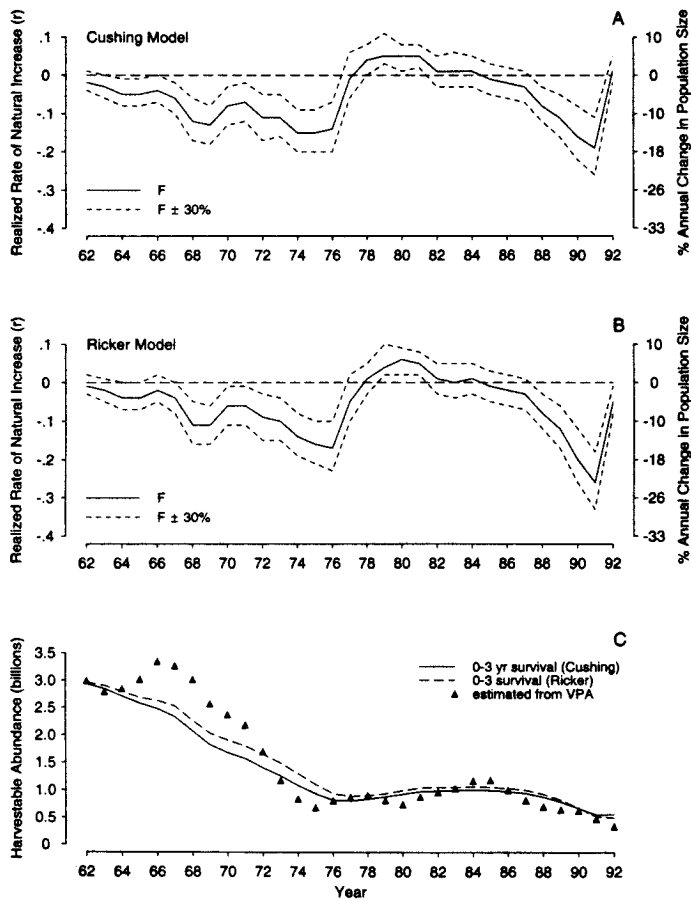 A
Cushing Model
Realized Rate of Natural Increase (r)
.1
0
-.1
-.2
-.3
-.4
10
0
-10
-18
-26
-33
% Annual Change in Population Size
F
F ± 30%
62 64 66 68 70 72 74 76 78 80 82 84 86 88 90 92
B
Ricker Model
Realized Rate of Natural Increase (r)
.1
0
-.1
-.2
-.3
-.4
10
0
-10
-18
-26
-33
% Annual Change in Population Size
F
F ± 30%
62 64 66 68 70 72 74 76 78 80 82 84 86 88 90 92
C
Harvestable Abundance (billions)
3.5
3.0
2.5
2.0
1.5
1.0
0.5
0
0-3 yr survival (Cushing)
0-3 survival (Ricker)
estimated from VPA
62 64 66 68 70 72 74 76 78 80 82 84 86 88 90 92
Year